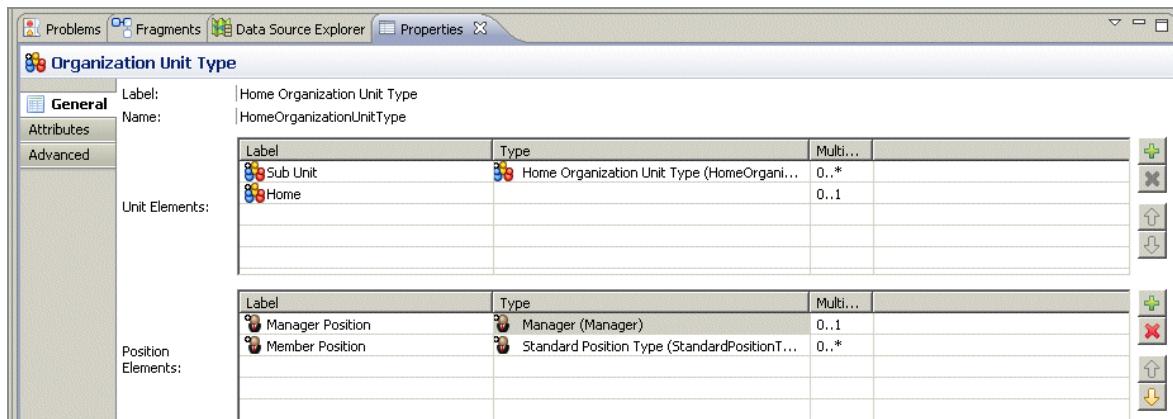 Problems Fragments Data Source Explorer Properties
Organization Unit Type
General
Attributes
Advanced
Label: Home Organization Unit Type
Name: HomeOrganizationUnitType
Unit Elements:
Label Type Multi...
Sub Unit Home Organization Unit Type (HomeOrgani... 0..*
Home 0..1
Position
Elements:
Label Type Multi...
Manager Position Manager (Manager) 0..1
Member Position Standard Position Type (StandardPositionT... 0..*